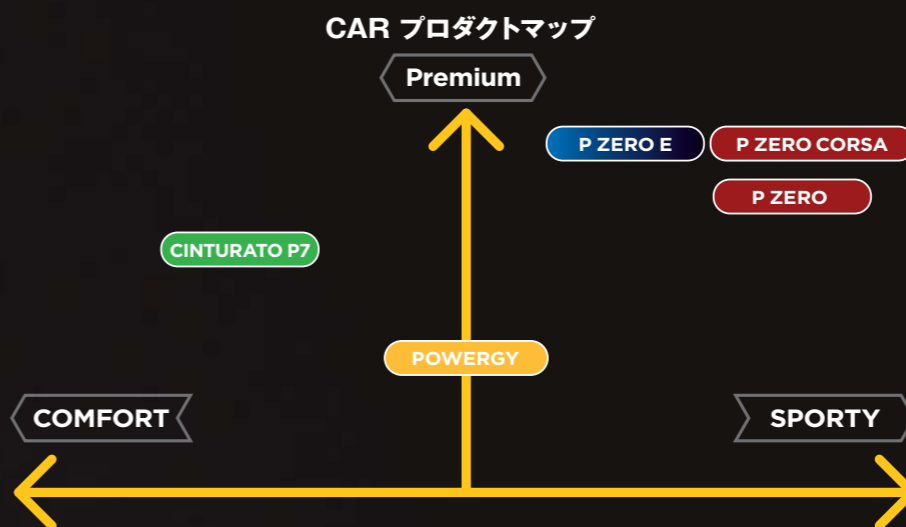 CAR プロダクトマップ
Premium
P ZERO E
P ZERO CORSA
P ZERO
CINTURATO P7
POWERGY
COMFORT
SPORTY